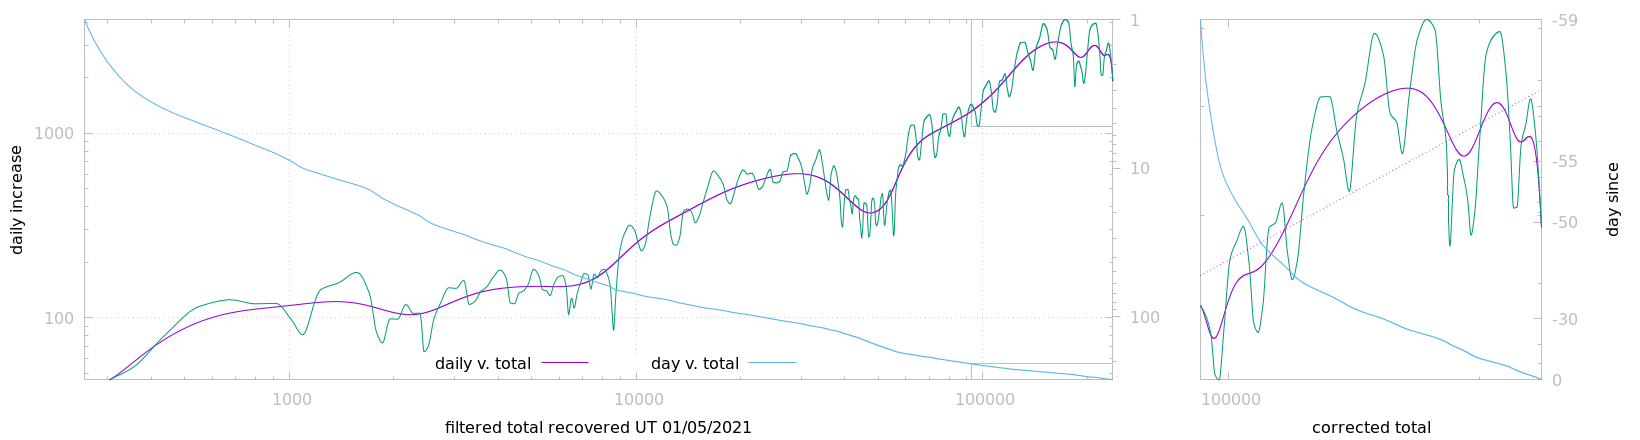 daily increase
1000
100
1
10
100
daily v. total
day v. total
1000
10000
100000
filtered total recovered UT 01/05/2021
-59
-55
-50
-30
0
day since
100000
corrected total